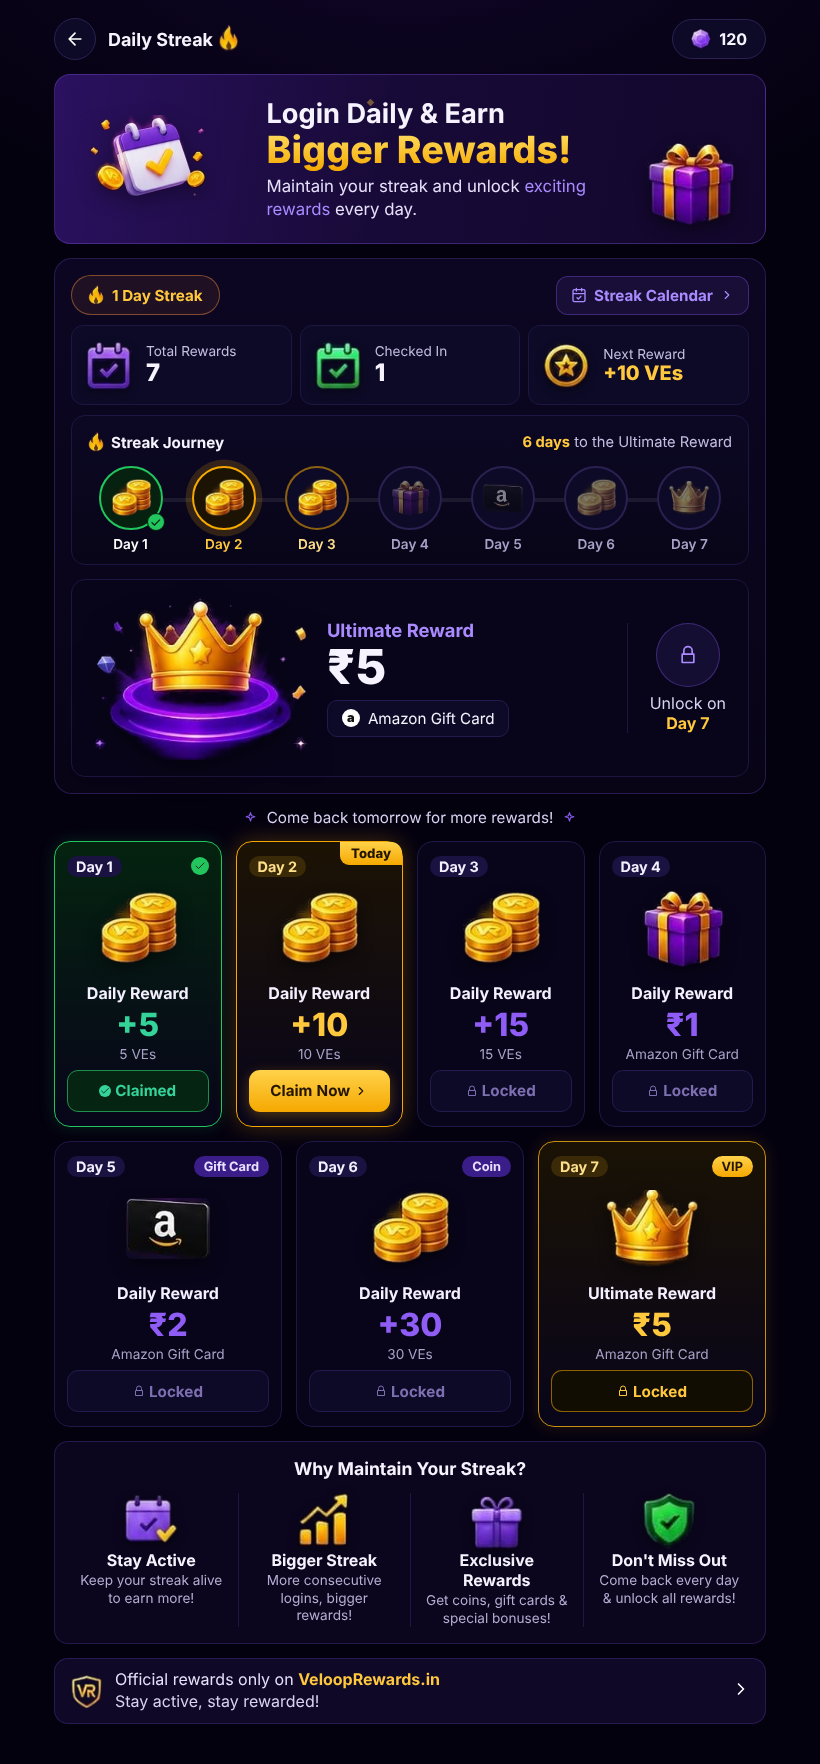 Daily Streak
120
Login Daily & Earn
Bigger Rewards!
Maintain your streak and unlock exciting
rewards every day.
1 Day Streak
Streak Calendar
Total Rewards
7
Checked In
1
Next Reward
+10 VEs
Streak Journey
6 days to the Ultimate Reward
a
Day 1
Day 2
Day 3
Day 4
Day 5
Day 6
Day 7
Ultimate Reward
₹5
a Amazon Gift Card
Unlock on
Day 7
Come back tomorrow for more rewards!
Day 1
VR
Daily Reward
+5
5 VEs
Claimed
Day 2
Today
VR
Daily Reward
+10
10 VEs
Claim Now
Day 3
VR
Daily Reward
+15
15 VEs
Locked
Day 4
Daily Reward
₹1
Amazon Gift Card
Locked
Day 5
Gift Card
a
Daily Reward
₹2
Amazon Gift Card
Locked
Day 6
Coin
VR
Daily Reward
+30
30 VEs
Locked
Day 7
VIP
Ultimate Reward
₹5
Amazon Gift Card
Locked
Why Maintain Your Streak?
Stay Active
Keep your streak alive
to earn more!
Bigger Streak
More consecutive
logins, bigger
rewards!
Exclusive
Rewards
Get coins, gift cards &
special bonuses!
Don't Miss Out
Come back every day
& unlock all rewards!
VR
Official rewards only on VeloopRewards.in
Stay active, stay rewarded!